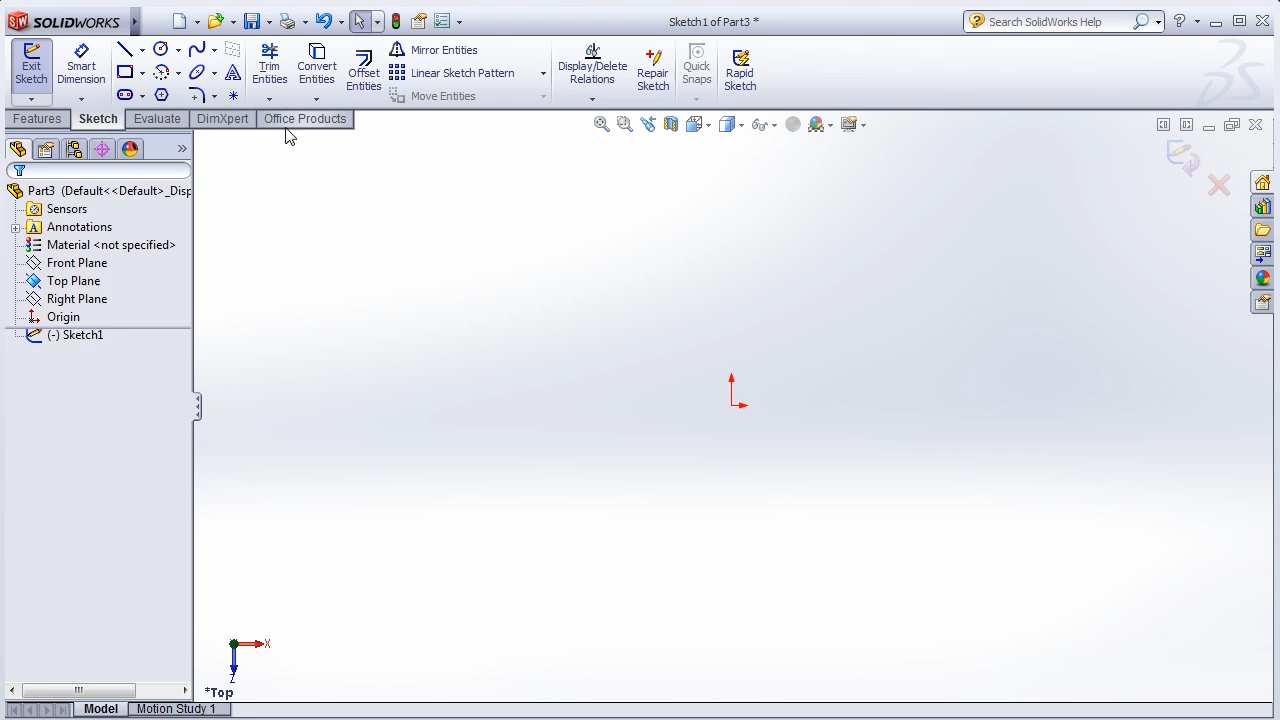 SOLIDWORKS
Sketch1 of Part3 *
Search SolidWorks Help
Exit Sketch
Smart Dimension
Trim Entities
Convert Entities
Offset Entities
Mirror Entities
Linear Sketch Pattern
Move Entities
Display/Delete Relations
Repair Sketch
Quick Snaps
Rapid Sketch
Features Sketch Evaluate DimXpert Office Products
Part3 (Default<<Default>_Disp
Sensors
Annotations
Material <not specified>
Front Plane
Top Plane
Right Plane
Origin
(-) Sketch1
X
Z
*Top
Model Motion Study 1